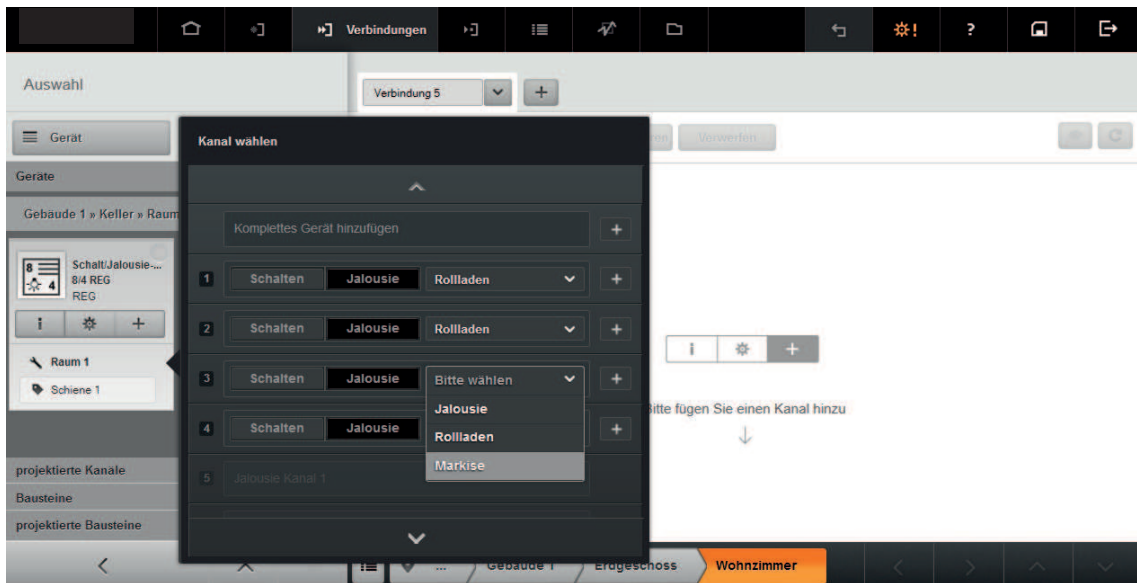 Verbindungen
!
?
Auswahl
Verbindung 5
+
Gerät
Geräte
Gebäude 1 » Keller » Raum
8
4
Schalt/Jalousie-...
8/4 REG
REG
i
+
Raum 1
Schiene 1
projektierte Kanäle
Bausteine
projektierte Bausteine
Kanal wählen
Komplettes Gerät hinzufügen
+
1
Schalten
Jalousie
Rollladen
+
2
Schalten
Jalousie
Rollladen
+
3
Schalten
Jalousie
Bitte wählen
+
Jalousie
Rollladen
Markise
4
Schalten
Jalousie
+
5
Jalousie Kanal 1
Verwerfen
i
+
Bitte fügen Sie einen Kanal hinzu
...
Gebäude 1
Erdgeschoss
Wohnzimmer